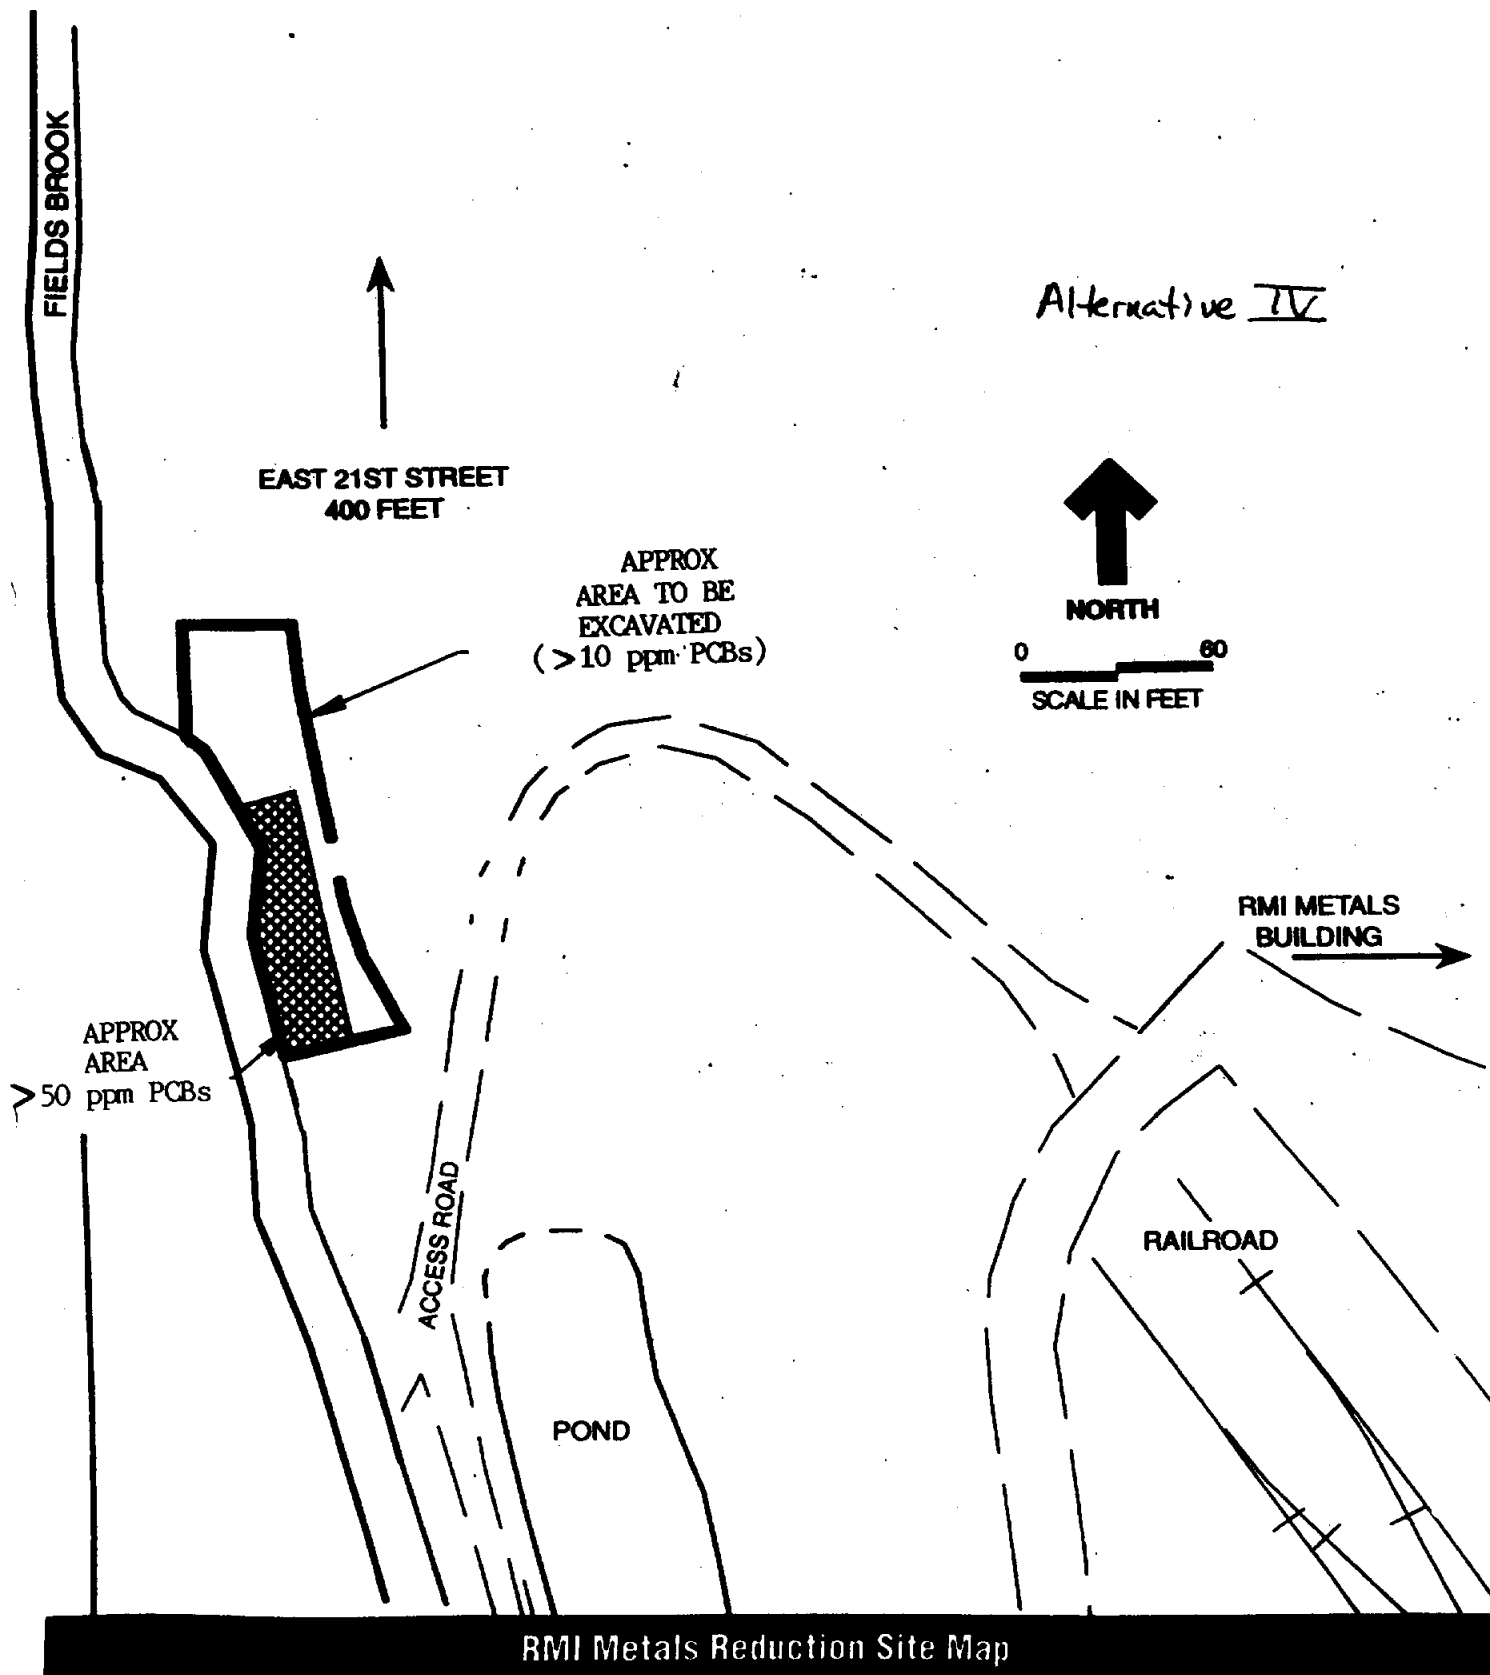 FIELDS BROOK
Alternative IV
EAST 21ST STREET
400 FEET
APPROX
AREA TO BE
EXCAVATED
(>10 ppm PCBs)
NORTH
0 60
SCALE IN FEET
RMI METALS
BUILDING
APPROX
AREA
>50 ppm PCBs
ACCESS ROAD
RAILROAD
POND
RMI Metals Reduction Site Map